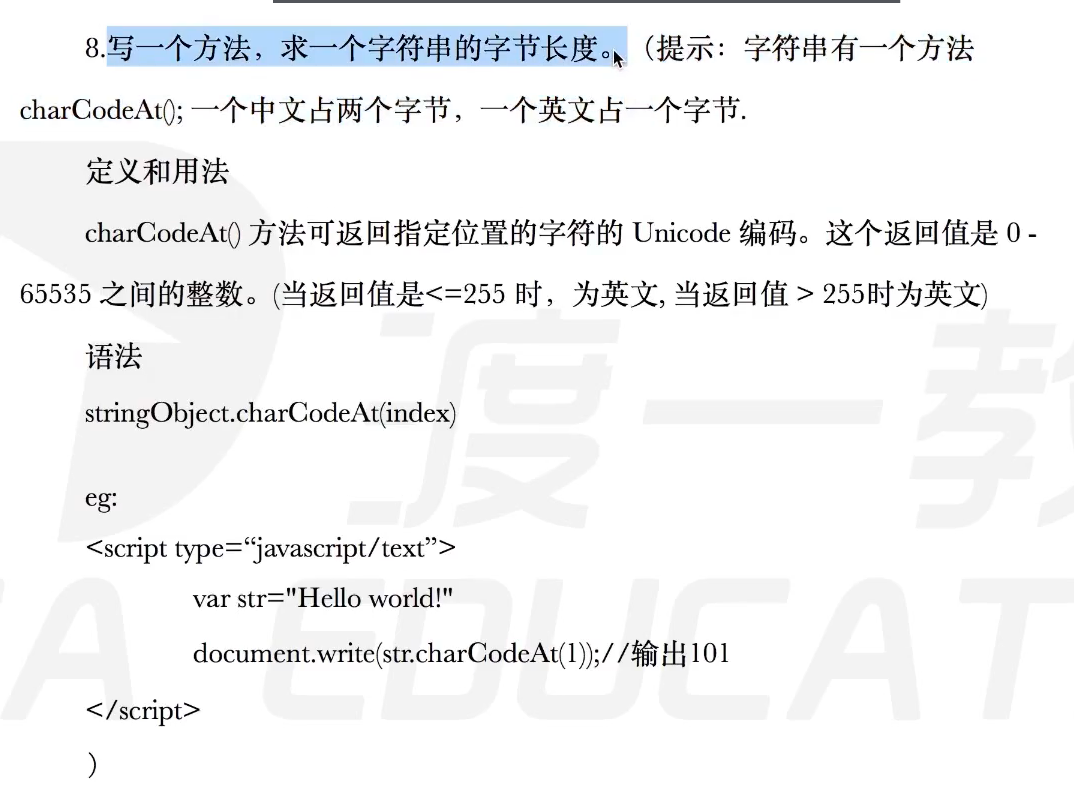 8.写一个方法，求一个字符串的字节长度。（提示：字符串有一个方法
charCodeAt(); 一个中文占两个字节，一个英文占一个字节.
定义和用法
charCodeAt() 方法可返回指定位置的字符的 Unicode 编码。这个返回值是 0 -
65535 之间的整数。(当返回值是<=255 时，为英文, 当返回值 > 255时为英文)
语法
stringObject.charCodeAt(index)
eg:
<script type=“javascript/text”>
var str="Hello world!"
document.write(str.charCodeAt(1));//输出101
</script>
）
渡一教
EDUCAT